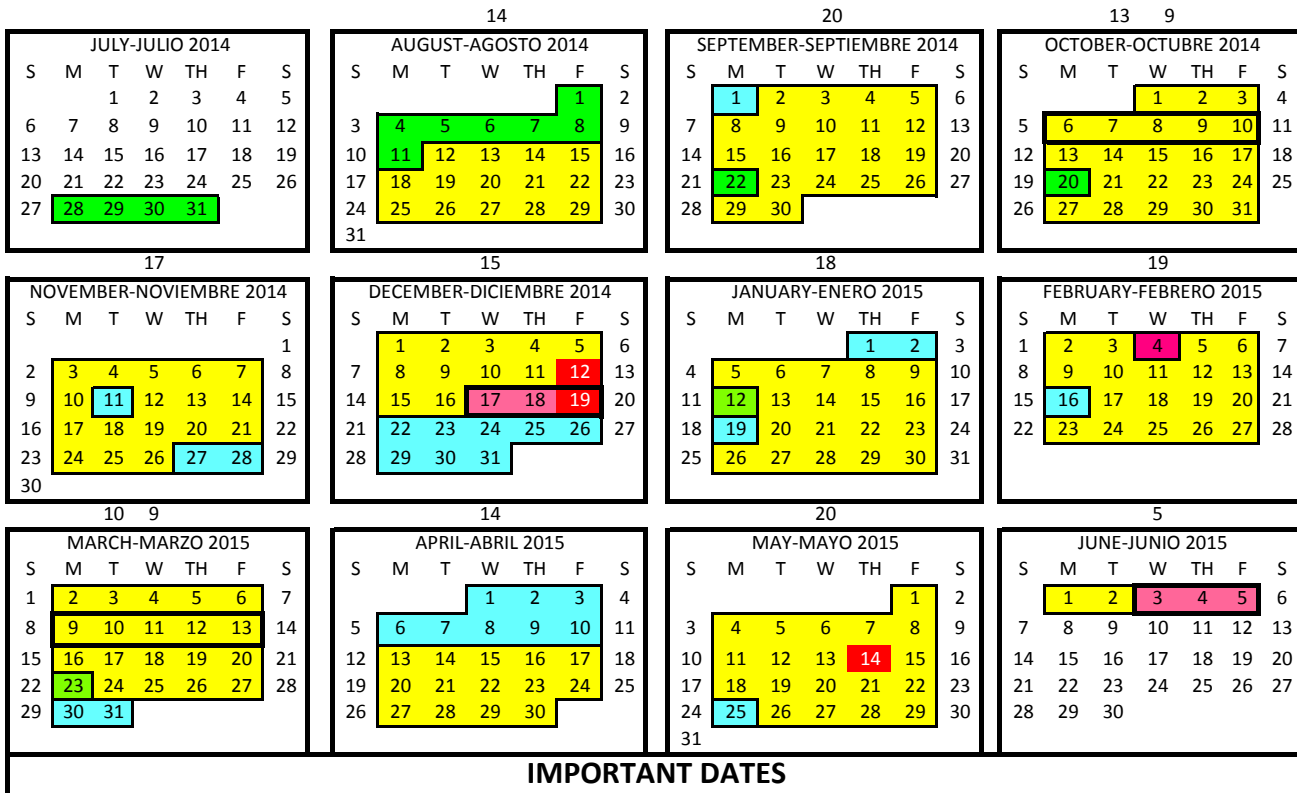 14 20 13 9
JULY-JULIO 2014 AUGUST-AGOSTO 2014 SEPTEMBER-SEPTIEMBRE 2014 OCTOBER-OCTUBRE 2014
S M T W TH F S S M T W TH F S S M T W TH F S S M T W TH F S
1 2 3 4 5 1 2 1 2 3 4 5 6 1 2 3 4
6 7 8 9 10 11 12 3 4 5 6 7 8 9 7 8 9 10 11 12 13 5 6 7 8 9 10 11
13 14 15 16 17 18 19 10 11 12 13 14 15 16 14 15 16 17 18 19 20 12 13 14 15 16 17 18
20 21 22 23 24 25 26 17 18 19 20 21 22 23 21 22 23 24 25 26 27 19 20 21 22 23 24 25
27 28 29 30 31 24 25 26 27 28 29 30 28 29 30 26 27 28 29 30 31
31
17 15 18 19
NOVEMBER-NOVIEMBRE 2014 DECEMBER-DICIEMBRE 2014 JANUARY-ENERO 2015 FEBRUARY-FEBRERO 2015
S M T W TH F S S M T W TH F S S M T W TH F S S M T W TH F S
1 1 2 3 4 5 6 1 2 3 1 2 3 4 5 6 7
2 3 4 5 6 7 8 7 8 9 10 11 12 13 4 5 6 7 8 9 10 8 9 10 11 12 13 14
9 10 11 12 13 14 15 14 15 16 17 18 19 20 11 12 13 14 15 16 17 15 16 17 18 19 20 21
16 17 18 19 20 21 22 21 22 23 24 25 26 27 18 19 20 21 22 23 24 22 23 24 25 26 27 28
23 24 25 26 27 28 29 28 29 30 31 25 26 27 28 29 30 31
30
10 9 14 20 5
MARCH-MARZO 2015 APRIL-ABRIL 2015 MAY-MAYO 2015 JUNE-JUNIO 2015
S M T W TH F S S M T W TH F S S M T W TH F S S M T W TH F S
1 2 3 4 5 6 7 1 2 3 4 1 2 1 2 3 4 5 6
8 9 10 11 12 13 14 5 6 7 8 9 10 11 3 4 5 6 7 8 9 7 8 9 10 11 12 13
15 16 17 18 19 20 21 12 13 14 15 16 17 18 10 11 12 13 14 15 16 14 15 16 17 18 19 20
22 23 24 25 26 27 28 19 20 21 22 23 24 25 17 18 19 20 21 22 23 21 22 23 24 25 26 27
29 30 31 26 27 28 29 30 24 25 26 27 28 29 30 28 29 30
31
IMPORTANT DATES